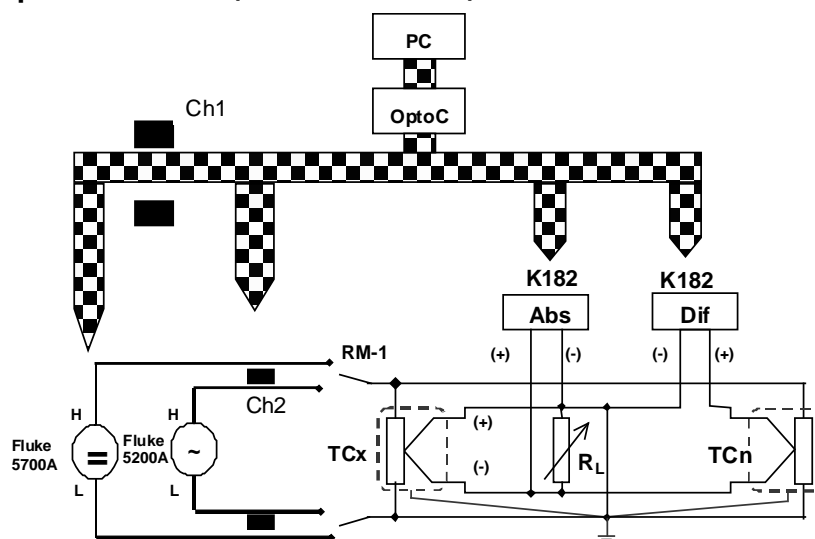 PC
Ch1
OptoC
K182
K182
Abs
Dif
(+)
(-)
(-)
(+)
RM-1
Ch2
H
H
Fluke
5700A
=
Fluke
5200A
~
L
L
TCx
(+)
(-)
RL
TCn